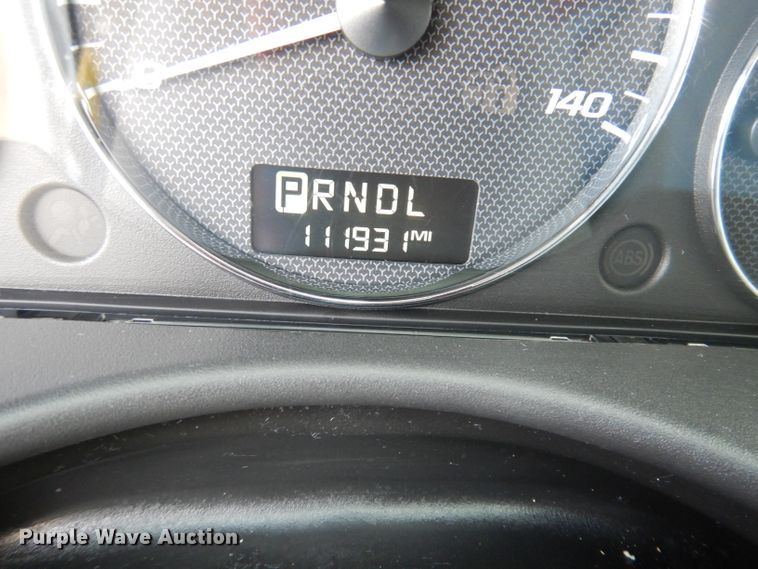 140
PRNDL
111931 MI
ABS
Purple Wave Auction.